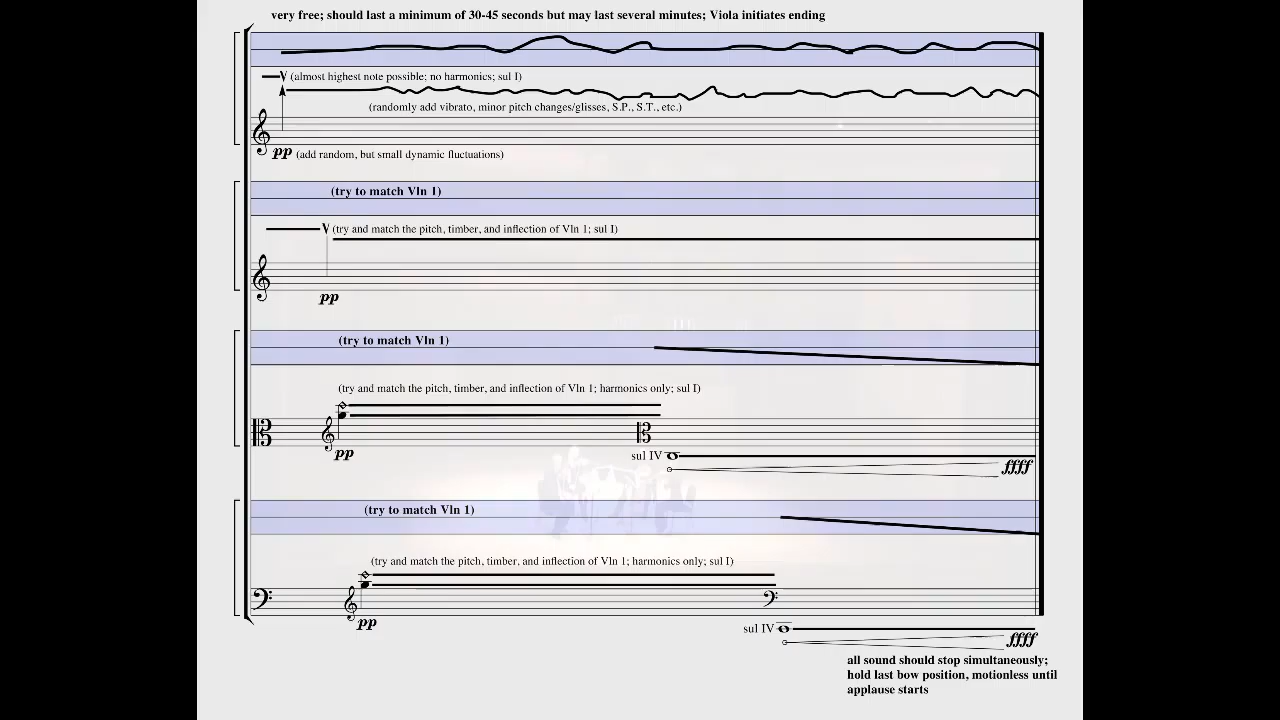 very free; should last a minimum of 30-45 seconds but may last several minutes; Viola initiates ending
(almost highest note possible; no harmonics; sul I)
(randomly add vibrato, minor pitch changes/glisses, S.P., S.T., etc.)
pp (add random, but small dynamic fluctuations)
(try to match Vln 1)
(try and match the pitch, timber, and inflection of Vln 1; sul I)
pp
(try to match Vln 1)
(try and match the pitch, timber, and inflection of Vln 1; harmonics only; sul I)
pp
sul IV
ffff
(try to match Vln 1)
(try and match the pitch, timber, and inflection of Vln 1; harmonics only; sul I)
pp
sul IV
ffff
all sound should stop simultaneously;
hold last bow position, motionless until
applause starts